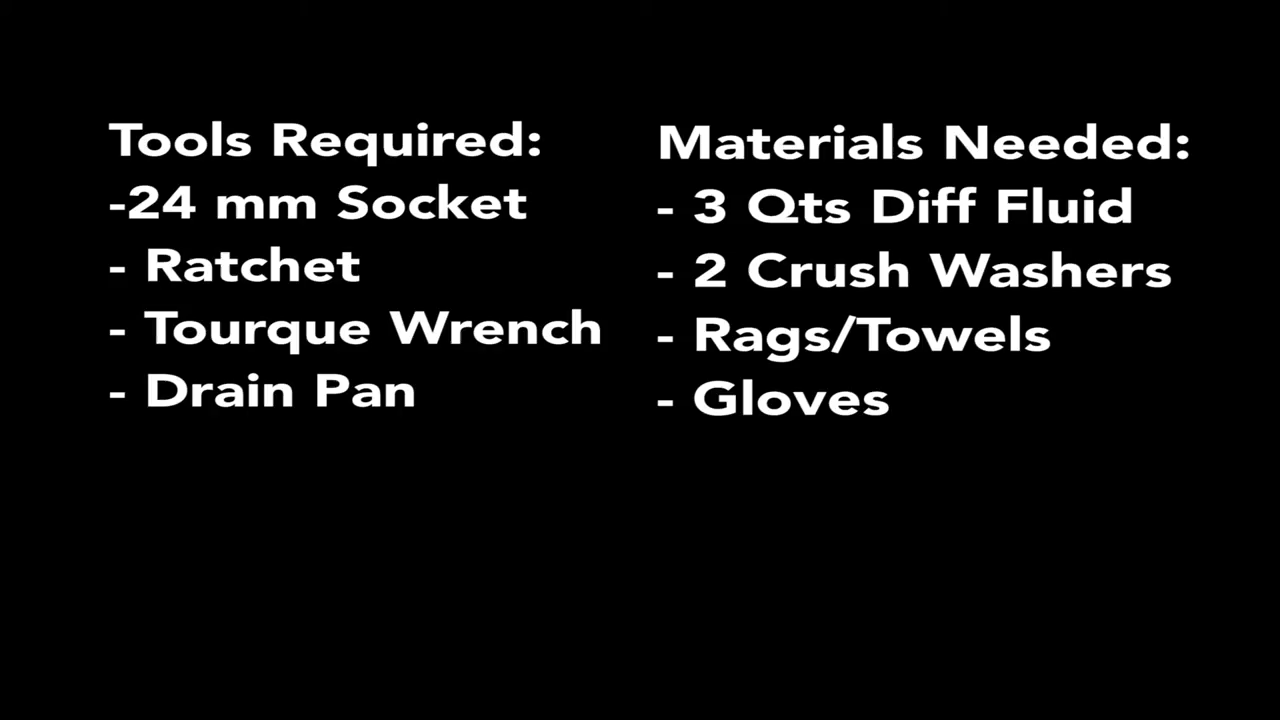 Tools Required:
-24 mm Socket
- Ratchet
- Tourque Wrench
- Drain Pan
Materials Needed:
- 3 Qts Diff Fluid
- 2 Crush Washers
- Rags/Towels
- Gloves